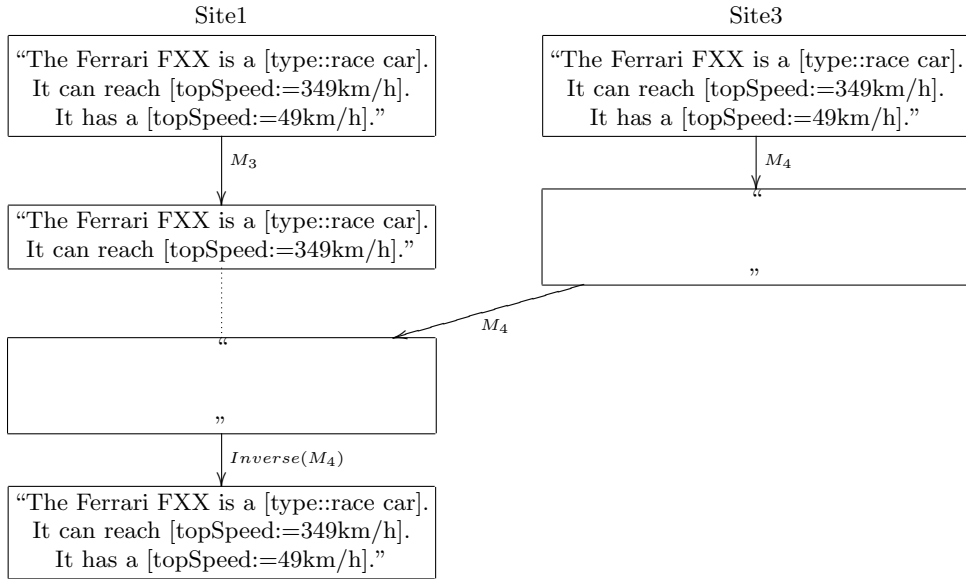 Site1
Site3
“The Ferrari FXX is a [type::race car].
It can reach [topSpeed:=349km/h].
It has a [topSpeed:=49km/h].”
“The Ferrari FXX is a [type::race car].
It can reach [topSpeed:=349km/h].
It has a [topSpeed:=49km/h].”
M3
M4
“The Ferrari FXX is a [type::race car].
It can reach [topSpeed:=349km/h].”
“
”
M4
“
”
Inverse(M4)
“The Ferrari FXX is a [type::race car].
It can reach [topSpeed:=349km/h].
It has a [topSpeed:=49km/h].”